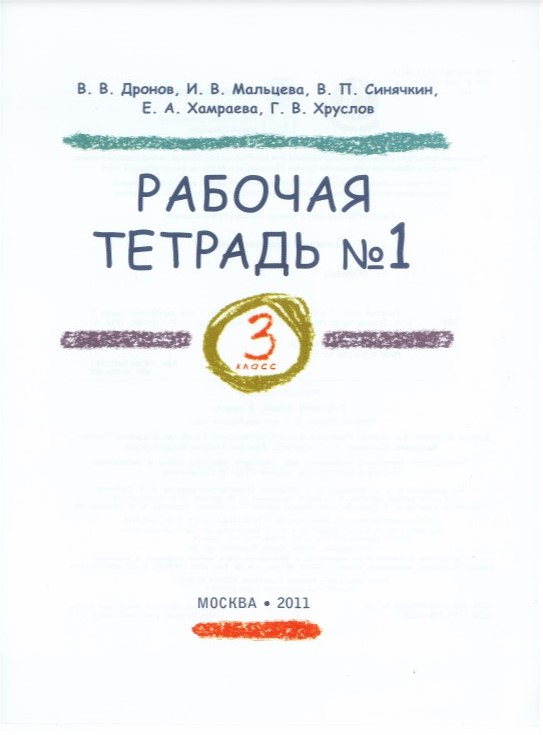 В. В. Дронов, И. В. Мальцева, В. П. Синячкин,
Е. А. Хамраева, Г. В. Хруслов
РАБОЧАЯ
ТЕТРАДЬ №1
3
КЛАСС
МОСКВА • 2011